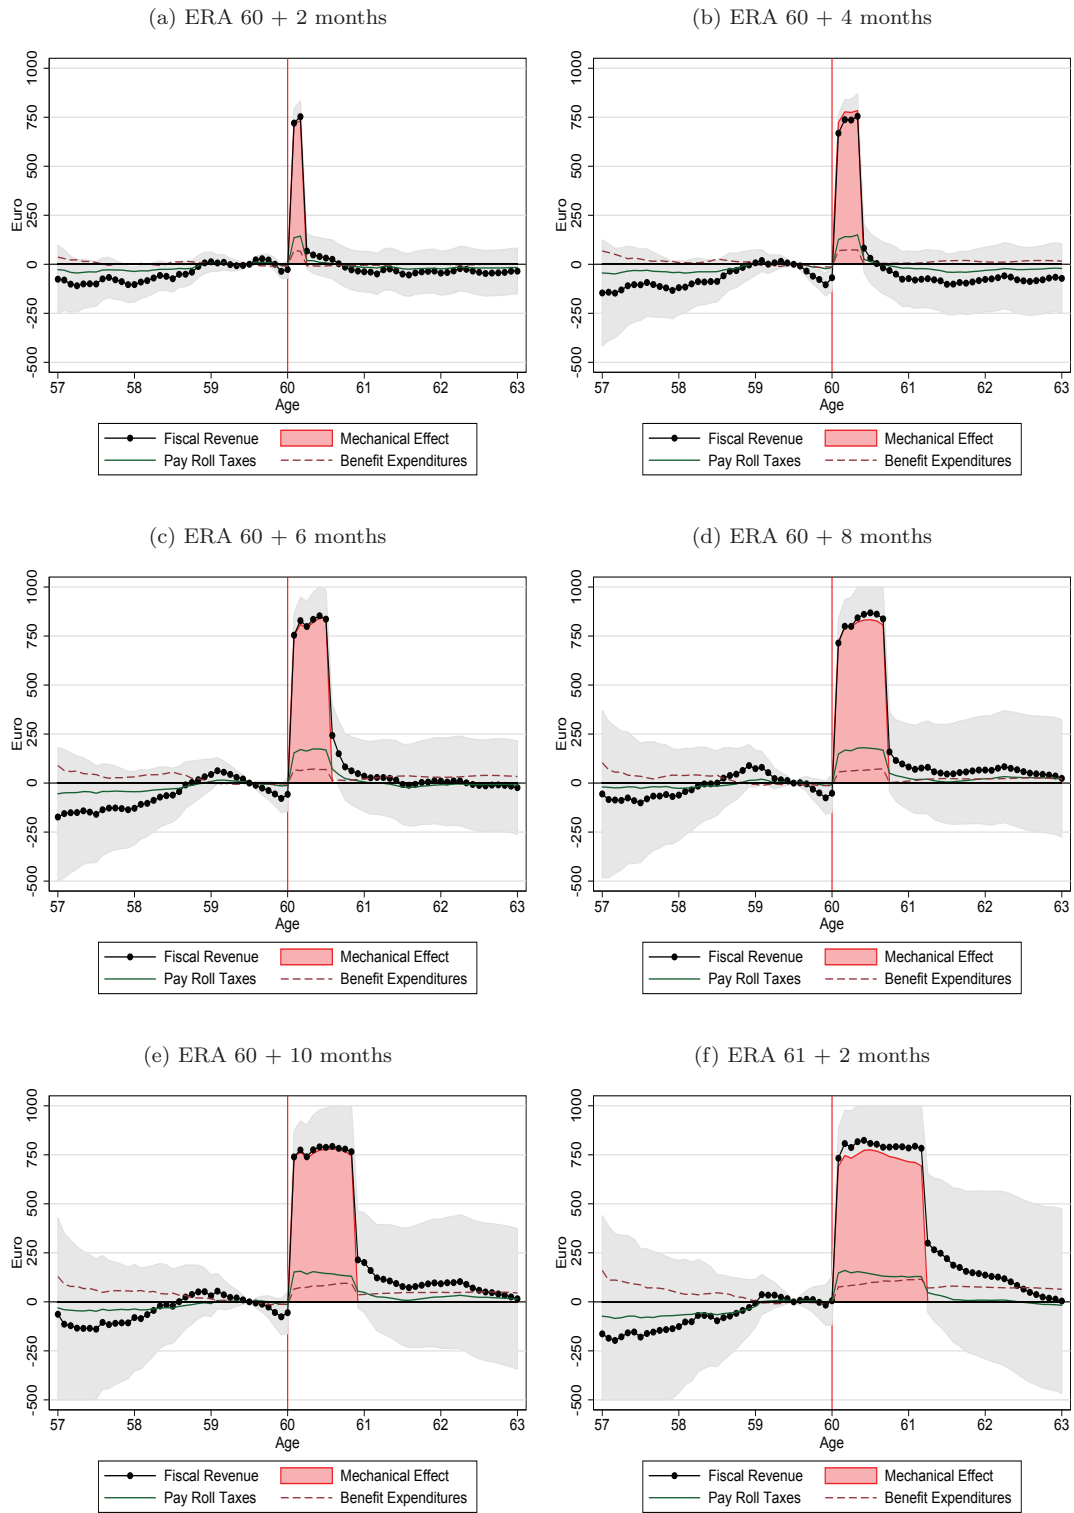 (a) ERA 60 + 2 months
(b) ERA 60 + 4 months
1000
750
500
250
0
-250
-500
Euro
57 58 59 60 61 62 63
Age
Fiscal Revenue
Mechanical Effect
Pay Roll Taxes
Benefit Expenditures
1000
750
500
250
0
-250
-500
Euro
57 58 59 60 61 62 63
Age
Fiscal Revenue
Mechanical Effect
Pay Roll Taxes
Benefit Expenditures
(c) ERA 60 + 6 months
(d) ERA 60 + 8 months
1000
750
500
250
0
-250
-500
Euro
57 58 59 60 61 62 63
Age
Fiscal Revenue
Mechanical Effect
Pay Roll Taxes
Benefit Expenditures
1000
750
500
250
0
-250
-500
Euro
57 58 59 60 61 62 63
Age
Fiscal Revenue
Mechanical Effect
Pay Roll Taxes
Benefit Expenditures
(e) ERA 60 + 10 months
(f) ERA 61 + 2 months
1000
750
500
250
0
-250
-500
Euro
57 58 59 60 61 62 63
Age
Fiscal Revenue
Mechanical Effect
Pay Roll Taxes
Benefit Expenditures
1000
750
500
250
0
-250
-500
Euro
57 58 59 60 61 62 63
Age
Fiscal Revenue
Mechanical Effect
Pay Roll Taxes
Benefit Expenditures